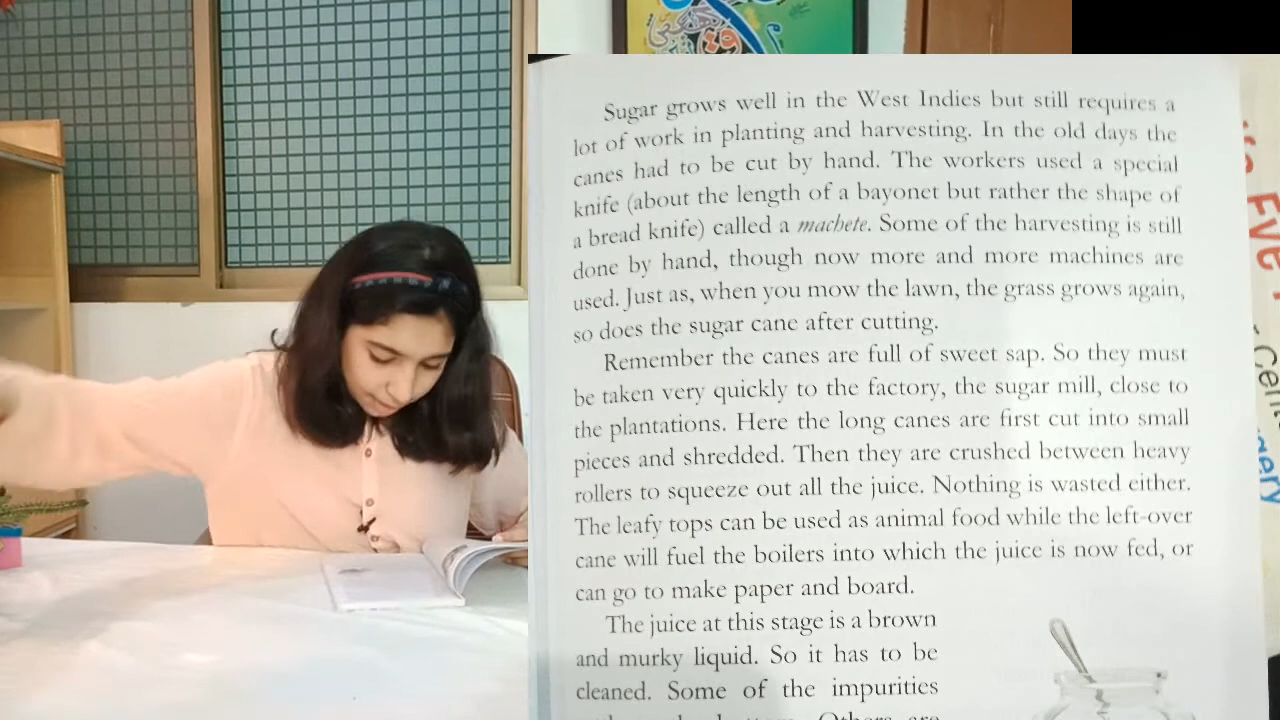 Sugar grows well in the West Indies but still requires a
lot of work in planting and harvesting. In the old days the
canes had to be cut by hand. The workers used a special
knife (about the length of a bayonet but rather the shape of
a bread knife) called a machete. Some of the harvesting is still
done by hand, though now more and more machines are
used. Just as, when you mow the lawn, the grass grows again,
so does the sugar cane after cutting.
Remember the canes are full of sweet sap. So they must
be taken very quickly to the factory, the sugar mill, close to
the plantations. Here the long canes are first cut into small
pieces and shredded. Then they are crushed between heavy
rollers to squeeze out all the juice. Nothing is wasted either.
The leafy tops can be used as animal food while the left-over
cane will fuel the boilers into which the juice is now fed, or
can go to make paper and board.
The juice at this stage is a brown
and murky liquid. So it has to be
cleaned. Some of the impurities